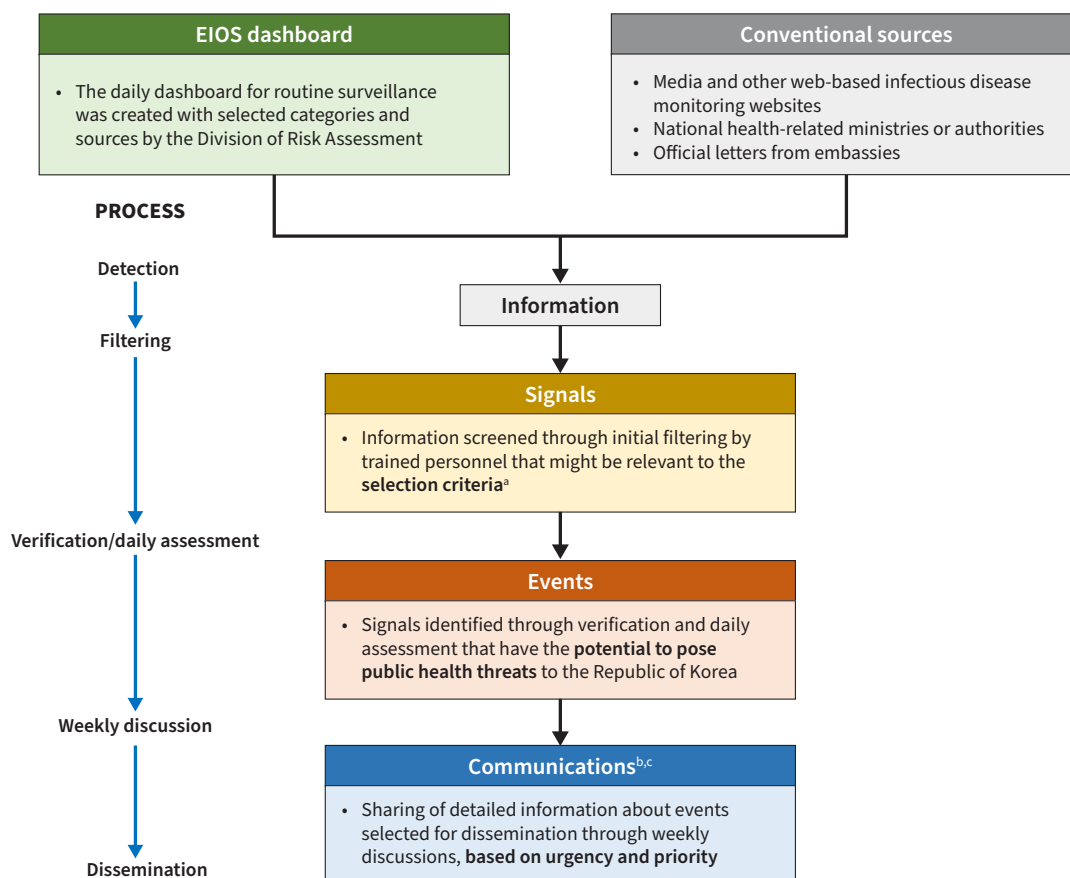 EIOS dashboard
• The daily dashboard for routine surveillance
was created with selected categories and
sources by the Division of Risk Assessment
Conventional sources
• Media and other web-based infectious disease
monitoring websites
• National health-related ministries or authorities
• Official letters from embassies
PROCESS
Detection
Filtering
Verification/daily assessment
Weekly discussion
Dissemination
Information
Signals
• Information screened through initial filtering by
trained personnel that might be relevant to the
selection criteriaᵃ
Events
• Signals identified through verification and daily
assessment that have the potential to pose
public health threats to the Republic of Korea
Communicationsᵇ,ᶜ
• Sharing of detailed information about events
selected for dissemination through weekly
discussions, based on urgency and priority